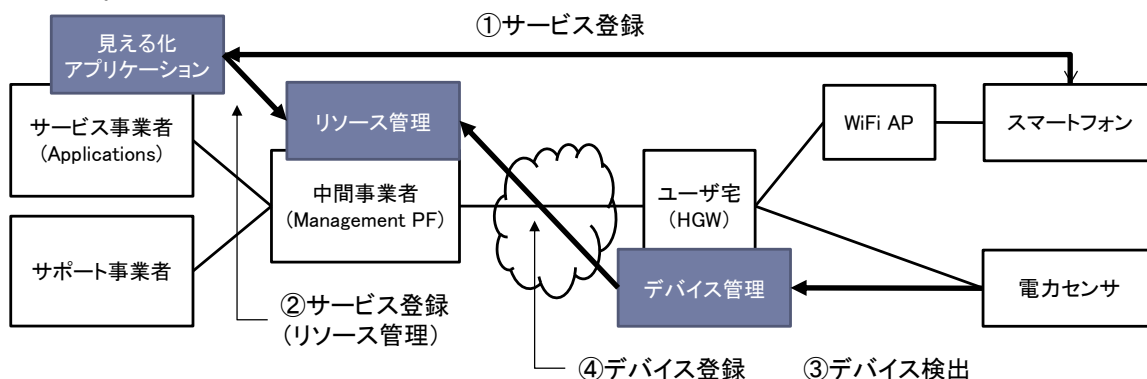 ①サービス登録
見える化
アプリケーション
リソース管理
サービス事業者
(Applications)
WiFi AP
スマートフォン
中間事業者
(Management PF)
ユーザ宅
(HGW)
サポート事業者
デバイス管理
電力センサ
②サービス登録
(リソース管理)
④デバイス登録
③デバイス検出